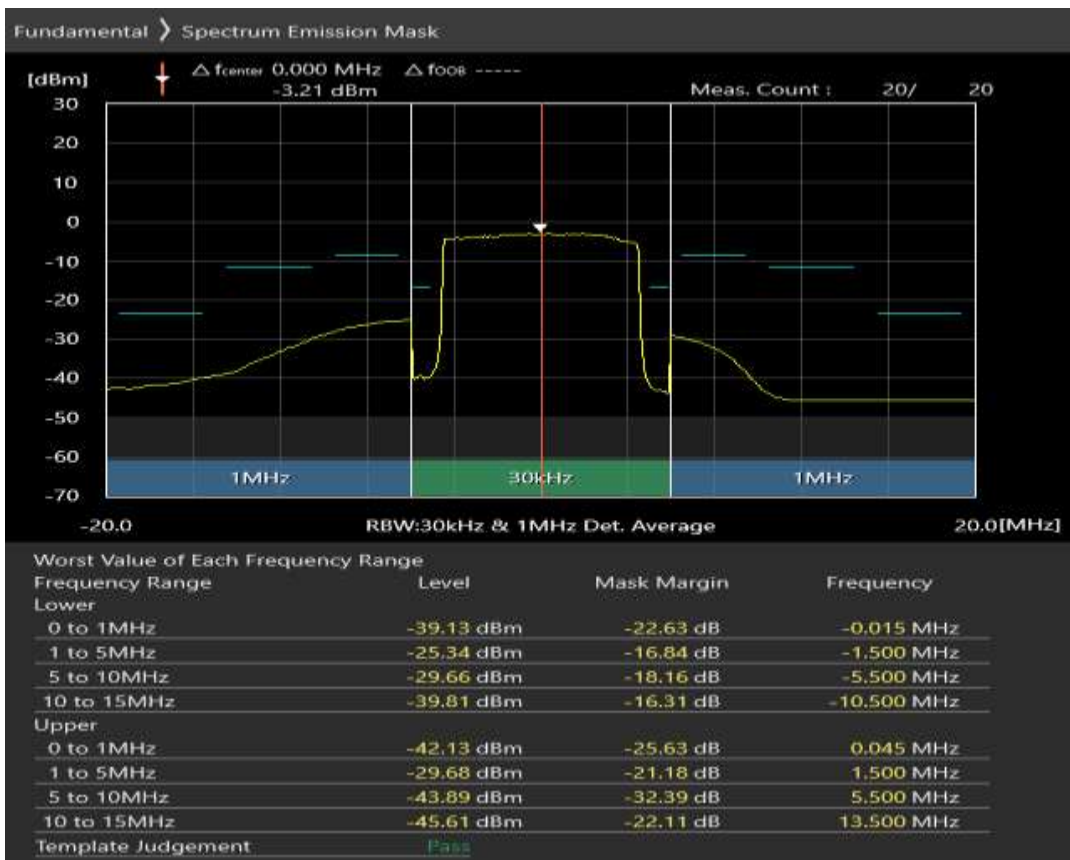 Fundamental ❯ Spectrum Emission Mask
[dBm] △ fcenter 0.000 MHz △ fOOB -----
-3.21 dBm Meas. Count : 20/ 20
30
20
10
0
-10
-20
-30
-40
-50
-60
-70
1MHz 30kHz 1MHz
-20.0 RBW:30kHz & 1MHz Det. Average 20.0[MHz]
Worst Value of Each Frequency Range
Frequency Range Level Mask Margin Frequency
Lower
0 to 1MHz -39.13 dBm -22.63 dB -0.015 MHz
1 to 5MHz -25.34 dBm -16.84 dB -1.500 MHz
5 to 10MHz -29.66 dBm -18.16 dB -5.500 MHz
10 to 15MHz -39.81 dBm -16.31 dB -10.500 MHz
Upper
0 to 1MHz -42.13 dBm -25.63 dB 0.045 MHz
1 to 5MHz -29.68 dBm -21.18 dB 1.500 MHz
5 to 10MHz -43.89 dBm -32.39 dB 5.500 MHz
10 to 15MHz -45.61 dBm -22.11 dB 13.500 MHz
Template Judgement Pass